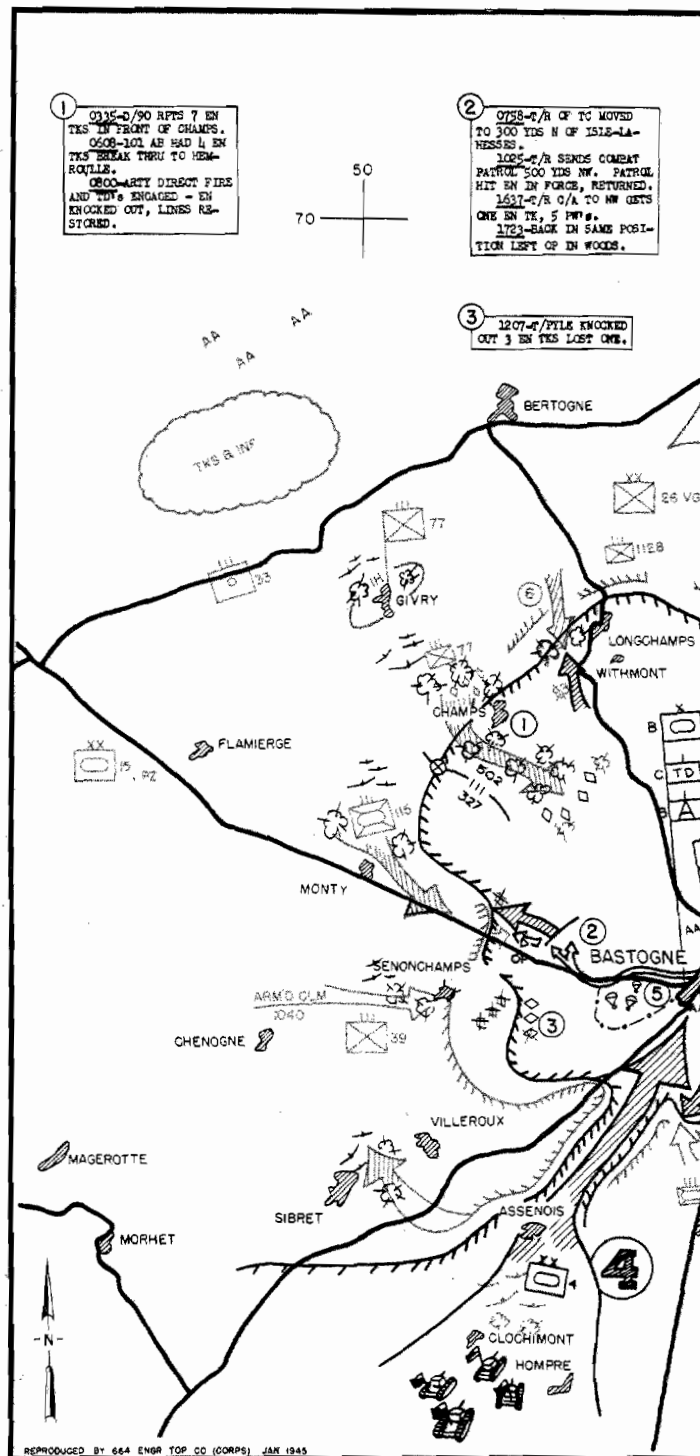 1
0335-D/90 RPTS 7 EN
TKS IN FRONT OF CHAMPS.
0608-101 AB HAD 4 EN
TKS BREAK THRU TO HEM-
ROULLE.
0800-ARTY DIRECT FIRE
AND TD's ENGAGED - EN
KNOCKED OUT, LINES RE-
STORED.
2
0758-T/R OF TC MOVED
TO 300 YDS N OF ISLE-LA-
HESSES.
1025-T/R SENDS COMBAT
PATROL 500 YDS NW. PATROL
HIT EN IN FORCE, RETURNED.
1637-T/R C/A TO NW GETS
ONE EN TK, 5 PW's.
1723-BACK IN SAME POSI-
TION LEFT OP IN WOODS.
50
70
3
1207-T/PYLE KNOCKED
OUT 3 EN TKS LOST ONE.
AA
AA
AA
BERTOGNE
TKS & INF
XX
26 VG
77
1128
33
1H
GIVRY
6
LONGCHAMPS
77
WITHMONT
CHAMPS
1
X
B
FLAMIERGE
XX
15, PZ
C TD
502
III
327
B
115
MONTY
2
AA
BASTOGNE
SENONCHAMPS
5
ARM'D CLM
1040
3
CHENOGNE
39
VILLEROUX
MAGEROTTE
SIBRET
ASSENOIS
MORHET
4
XX
4
-N-
CLOCHIMONT
HOMPRE
REPRODUCED BY 664 ENGR TOP CO (CORPS) JAN 1945